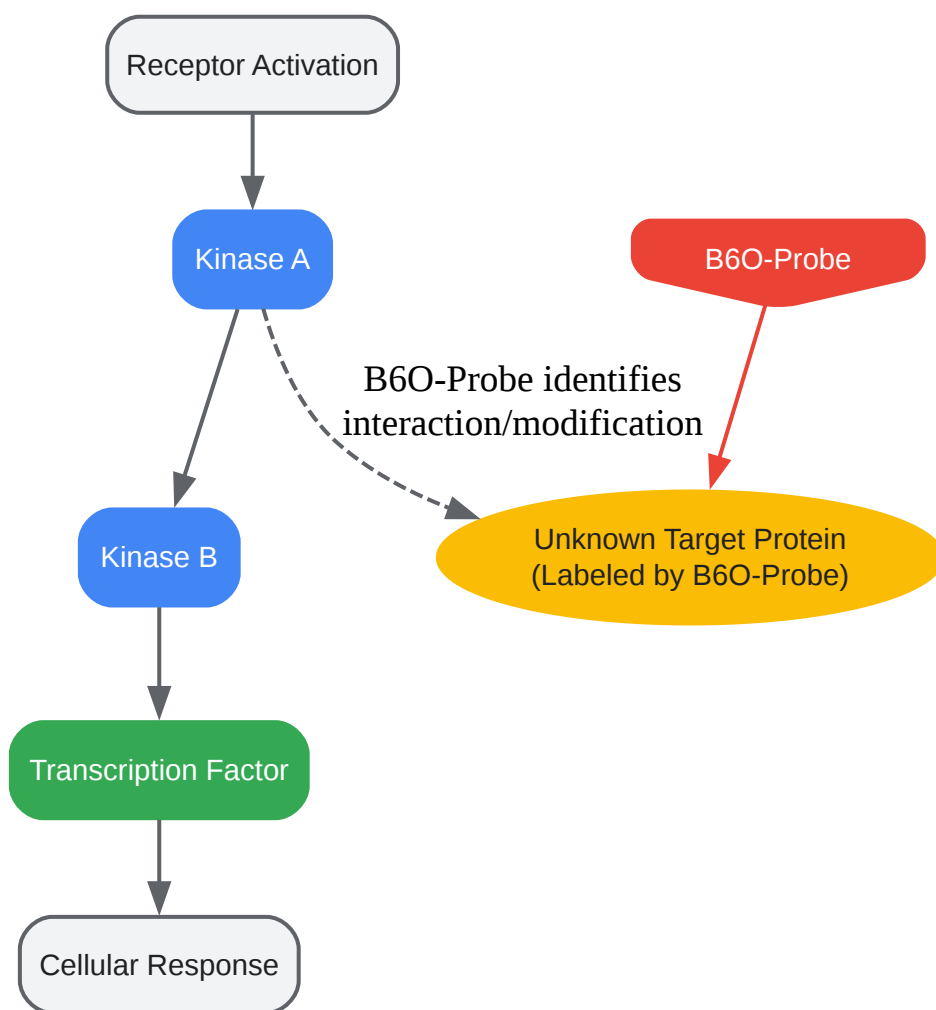 Receptor Activation
Kinase A
B6O-Probe
B6O-Probe identifies
interaction/modification
Kinase B
Unknown Target Protein
(Labeled by B6O-Probe)
Transcription Factor
Cellular Response